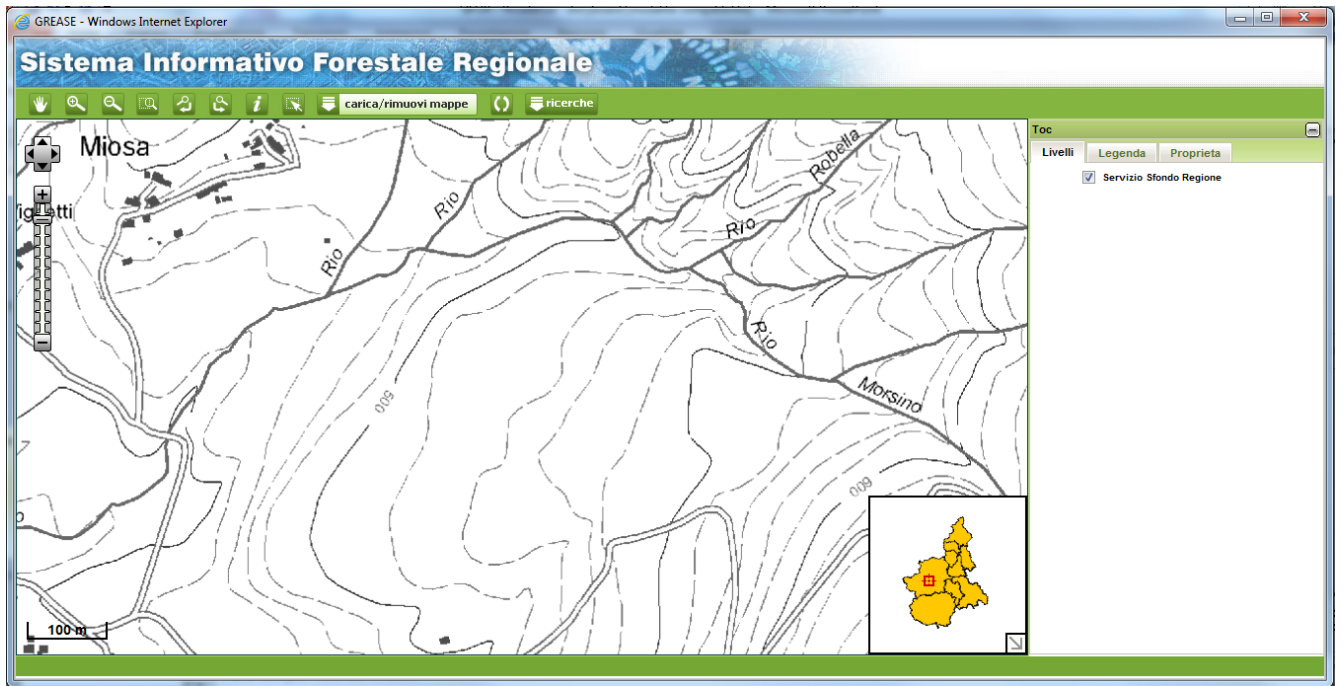 GREASE - Windows Internet Explorer
Sistema Informativo Forestale Regionale
carica/rimuovi mappe
ricerche
Toc
Livelli Legenda Proprieta
Servizio Sfondo Regione
Miosa
Rio
Rio
Rio Robella
Rio Morsino
500
600
100 m